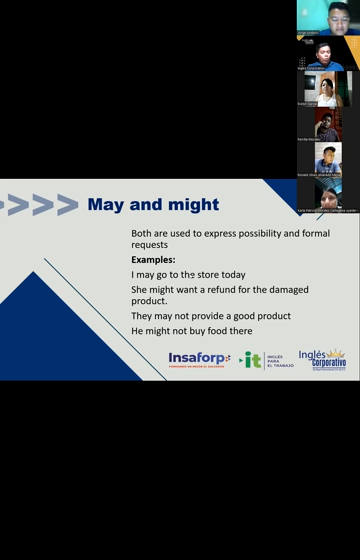 May and might
Both are used to express possibility and formal
requests
Examples:
I may go to the store today
She might want a refund for the damaged
product.
They may not provide a good product
He might not buy food there
Insaforp
it
INGLÉS
PARA
EL TRABAJO
Inglés
Corporativo